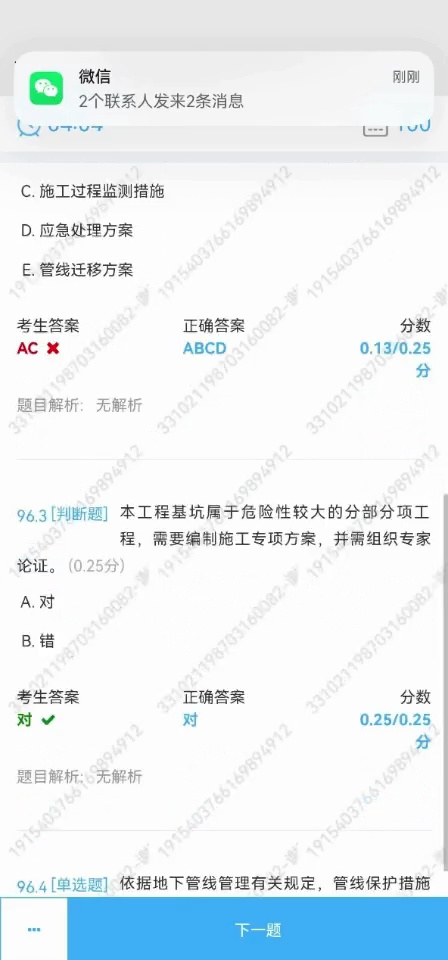 微信
刚刚
2个联系人发来2条消息
C. 施工过程监测措施
D. 应急处理方案
E. 管线迁移方案
考生答案 正确答案 分数
AC ABCD 0.13/0.25
分
题目解析: 无解析
96.3 [判断题] 本工程基坑属于危险性较大的分部分项工
程，需要编制施工专项方案，并需组织专家
论证。(0.25分)
A. 对
B. 错
考生答案 正确答案 分数
对 对 0.25/0.25
分
题目解析: 无解析
96.4 [单选题] 依据地下管线管理有关规定，管线保护措施
下一题
331021198703160082
1915403766169894912